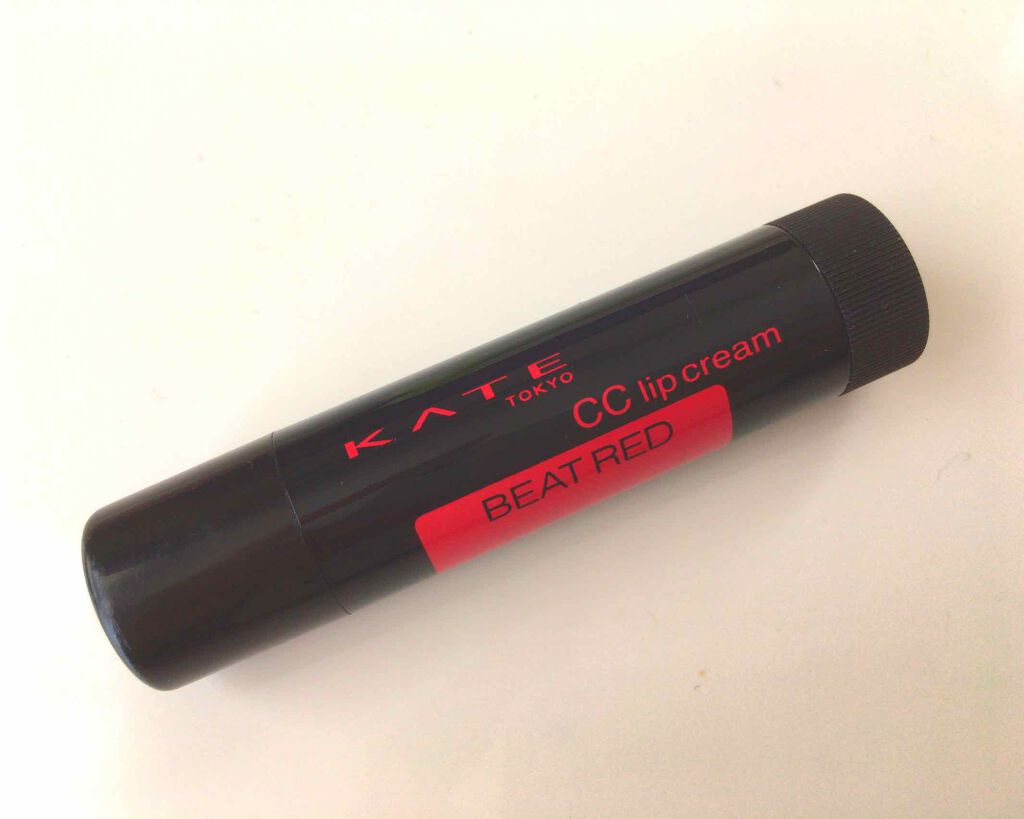 KATE
TOKYO
CC lip cream
BEAT RED